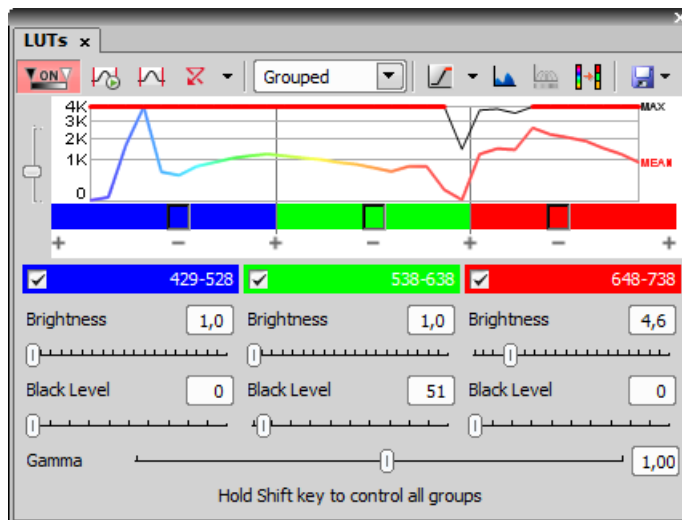 LUTs x
ON Grouped
4K MAX
3K
2K
1K MEAN
0
+ − + − + − +
429-528 538-638 648-738
Brightness 1,0 Brightness 1,0 Brightness 4,6
Black Level 0 Black Level 51 Black Level 0
Gamma 1,00
Hold Shift key to control all groups